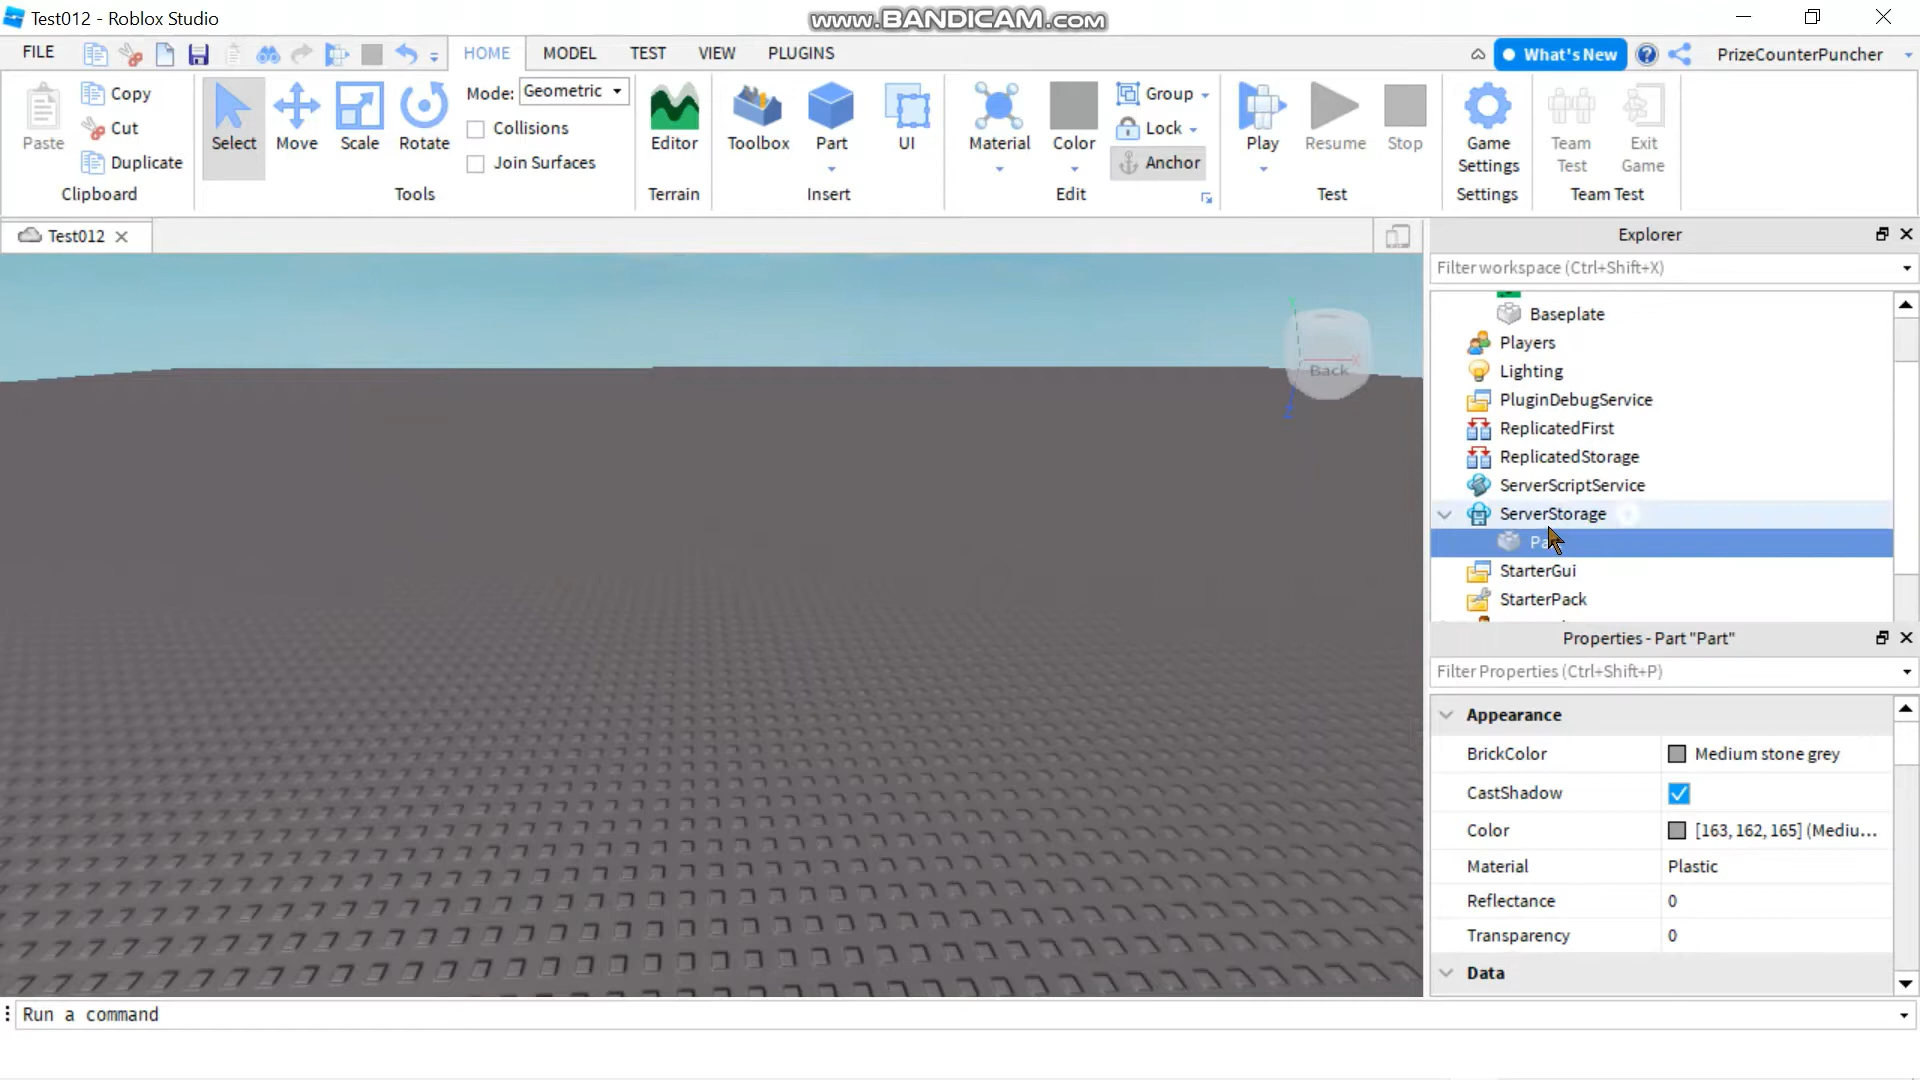 Test012 - Roblox Studio
www.BANDICAM.com
FILE HOME MODEL TEST VIEW PLUGINS What's New PrizeCounterPuncher
Paste Copy Cut Duplicate
Clipboard
Select Move Scale Rotate Mode: Geometric Collisions Join Surfaces
Tools
Editor
Terrain
Toolbox Part UI
Insert
Material Color Group Lock Anchor
Edit
Play Resume Stop
Test
Game Settings
Settings
Team Test Exit Game
Team Test
Test012
Back
Explorer
Filter workspace (Ctrl+Shift+X)
Baseplate
Players
Lighting
PluginDebugService
ReplicatedFirst
ReplicatedStorage
ServerScriptService
ServerStorage
StarterGui
StarterPack
Properties - Part "Part"
Filter Properties (Ctrl+Shift+P)
Appearance
BrickColor Medium stone grey
CastShadow
Color [163, 162, 165] (Mediu...
Material Plastic
Reflectance 0
Transparency 0
Data
Run a command